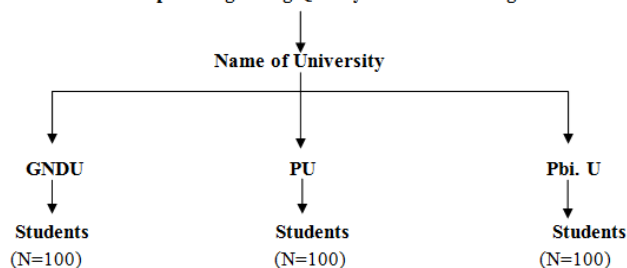 Name of University
GNDU PU Pbi. U
Students Students Students
(N=100) (N=100) (N=100)